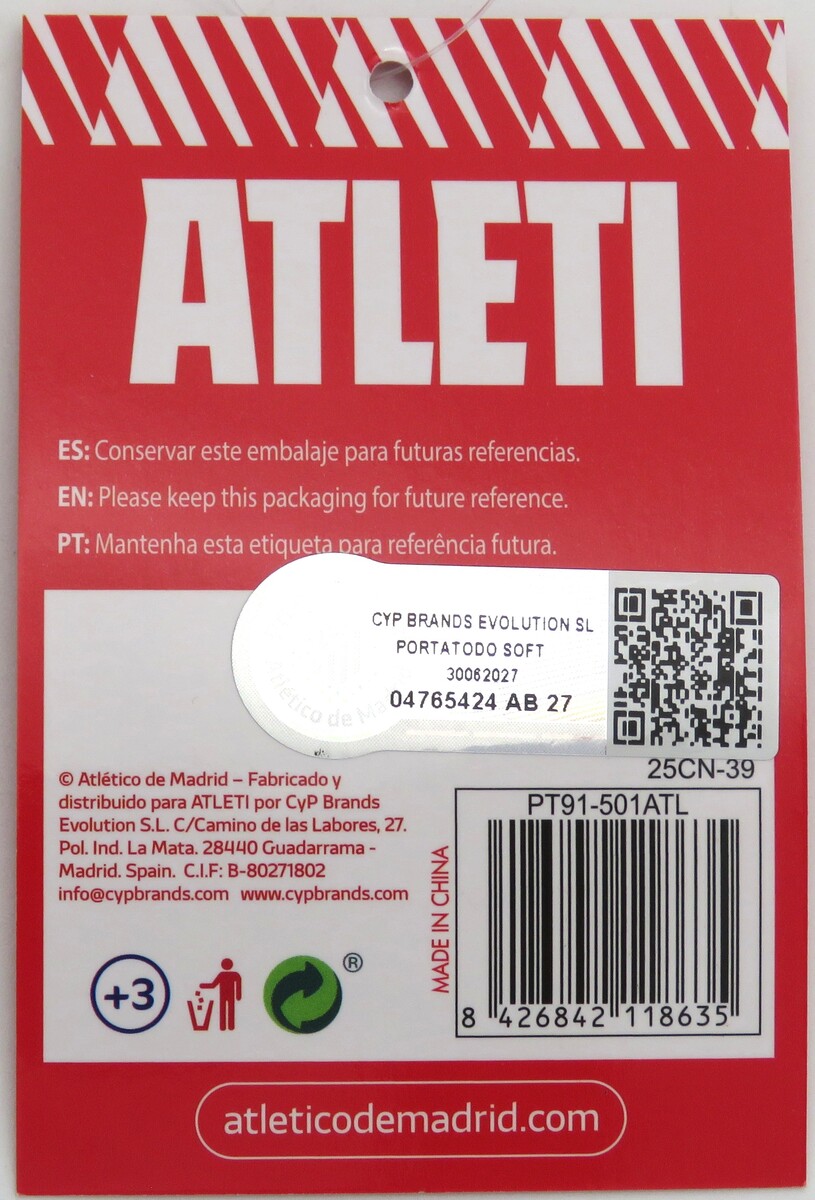 ATLETI
ES: Conservar este embalaje para futuras referencias.
EN: Please keep this packaging for future reference.
PT: Mantenha esta etiqueta para referência futura.
CYP BRANDS EVOLUTION SL
PORTATODO SOFT
30062027
04765424 AB 27
Atlético de Ma
25CN-39
© Atlético de Madrid – Fabricado y
distribuido para ATLETI por CyP Brands
Evolution S.L. C/Camino de las Labores, 27.
Pol. Ind. La Mata. 28440 Guadarrama -
Madrid. Spain. C.I.F: B-80271802
info@cypbrands.com www.cypbrands.com
PT91-501ATL
MADE IN CHINA
8 426842 118635
+3
®
atleticodemadrid.com